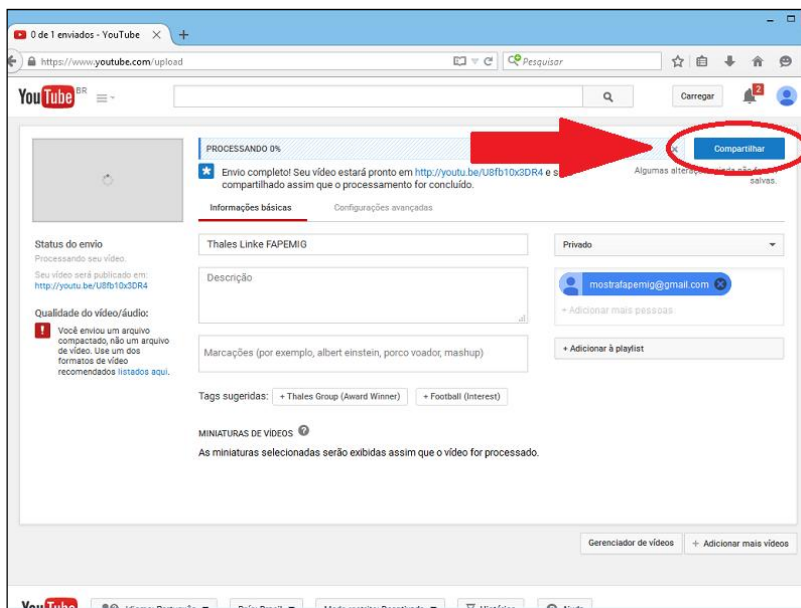 0 de 1 enviados - YouTube
https://www.youtube.com/upload
Pesquisar
YouTube BR
Carregar
2
PROCESSANDO 0%
Compartilhar
Envio completo! Seu vídeo estará pronto em http://youtu.be/U8fb10x3DR4 e
compartilhado assim que o processamento for concluído.
Algumas
salvas.
Informações básicas
Configurações avançadas
Status do envio
Processando seu vídeo.
Seu vídeo será publicado em:
http://youtu.be/U8fb10x3DR4
Qualidade do vídeo/áudio:
Você enviou um arquivo
compactado, não um arquivo
de vídeo. Use um dos
formatos de vídeo
recomendados listados aqui.
Thales Linke FAPEMIG
Descrição
Marcações (por exemplo, albert einstein, porco voador, mashup)
Tags sugeridas:
+ Thales Group (Award Winner)
+ Football (Interest)
MINIATURAS DE VÍDEOS
As miniaturas selecionadas serão exibidas assim que o vídeo for processado.
Privado
mostrafapemig@gmail.com
+ Adicionar mais pessoas
+ Adicionar à playlist
Gerenciador de vídeos
+ Adicionar mais vídeos
YouTube